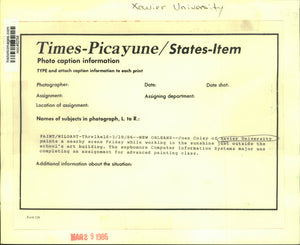 Xavier University
Times-Picayune/States-Item
Photo caption information
TYPE and attach caption information to each print
Photographer: Date: Date shot:
Assignment: Assigning department:
Location of assignment:
Names of subjects in photograph, L to R:
PAINT/WILDART-Threlkeld-3/28/86--NEW ORLEANS--Joan Coley of Xavier University
paints a nearby scene Friday while working in the sunshine just outside the
school's art building. The sophomore Computer Information Systems major was
completing an assignment for advanced painting class.
Additional information about the situation:
MAR 1986